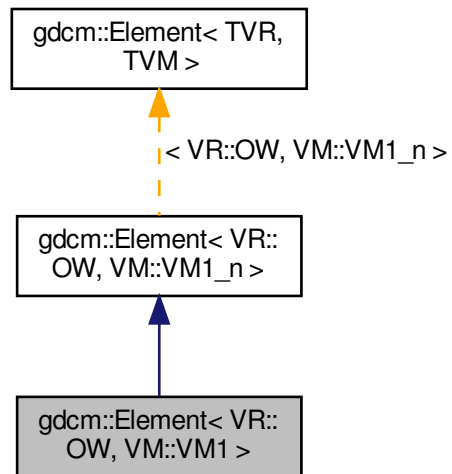 gdcm::Element< TVR,
TVM >
< VR::OW, VM::VM1_n >
gdcm::Element< VR::
OW, VM::VM1_n >
gdcm::Element< VR::
OW, VM::VM1 >